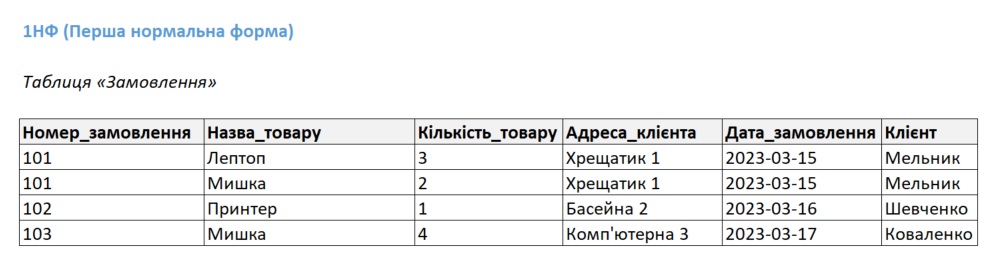 1НФ (Перша нормальна форма)
Таблиця «Замовлення»
Номер_замовлення Назва_товару Кількість_товару Адреса_клієнта Дата_замовлення Клієнт
101 Лептоп 3 Хрещатик 1 2023-03-15 Мельник
101 Мишка 2 Хрещатик 1 2023-03-15 Мельник
102 Принтер 1 Басейна 2 2023-03-16 Шевченко
103 Мишка 4 Комп'ютерна 3 2023-03-17 Коваленко